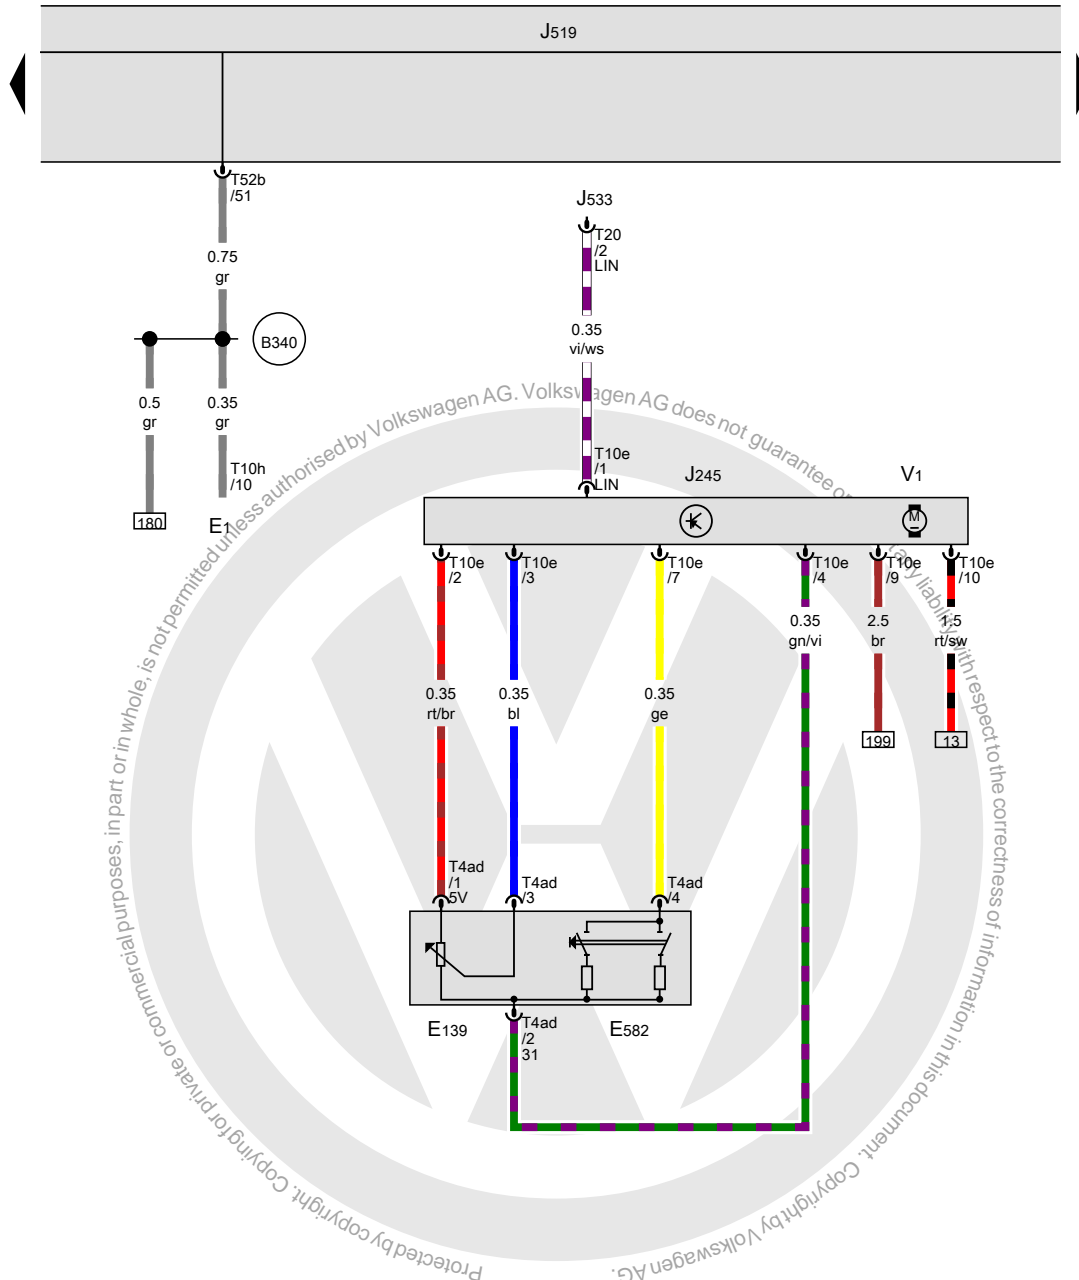 J519
T52b
/51
0.75
gr
B340
0.5
gr
0.35
gr
T10h
/10
180
E1
J533
T20
/2
LIN
0.35
vi/ws
T10e
/1
LIN
J245
V1
M
T10e
/2
T10e
/3
T10e
/7
T10e
/4
T10e
/9
T10e
/10
0.35
gn/vi
2.5
br
1.5
rt/sw
0.35
rt/br
0.35
bl
0.35
ge
199
13
T4ad
/1
5V
T4ad
/3
T4ad
/4
E139
T4ad
/2
31
E582
Protected by copyright. Copying for private or commercial purposes, in part or in whole, is not permitted unless authorised by Volkswagen AG. Volkswagen AG does not guarantee or liability with respect to the correctness of information in this document. Copyright by Volkswagen AG.